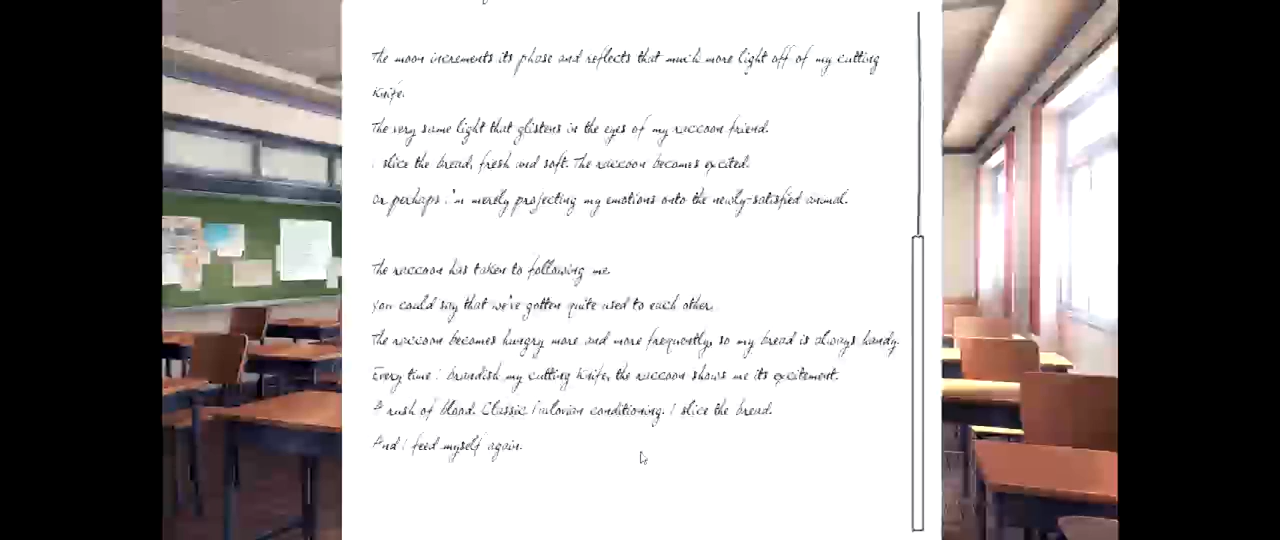 The moon increments its phase and reflects that much more light off of my cutting
knife.
The very same light that glistens in the eyes of my raccoon friend.
I slice the bread, fresh and soft. The raccoon becomes excited.
Or perhaps I'm merely projecting my emotions onto the newly-satisfied animal.
The raccoon has taken to following me.
You could say that we've gotten quite used to each other.
The raccoon becomes hungry more and more frequently, so my bread is always handy.
Every time I brandish my cutting knife, the raccoon shows me its excitement.
A rush of blood. Classic Pavlovian conditioning. I slice the bread.
And I feed myself again.